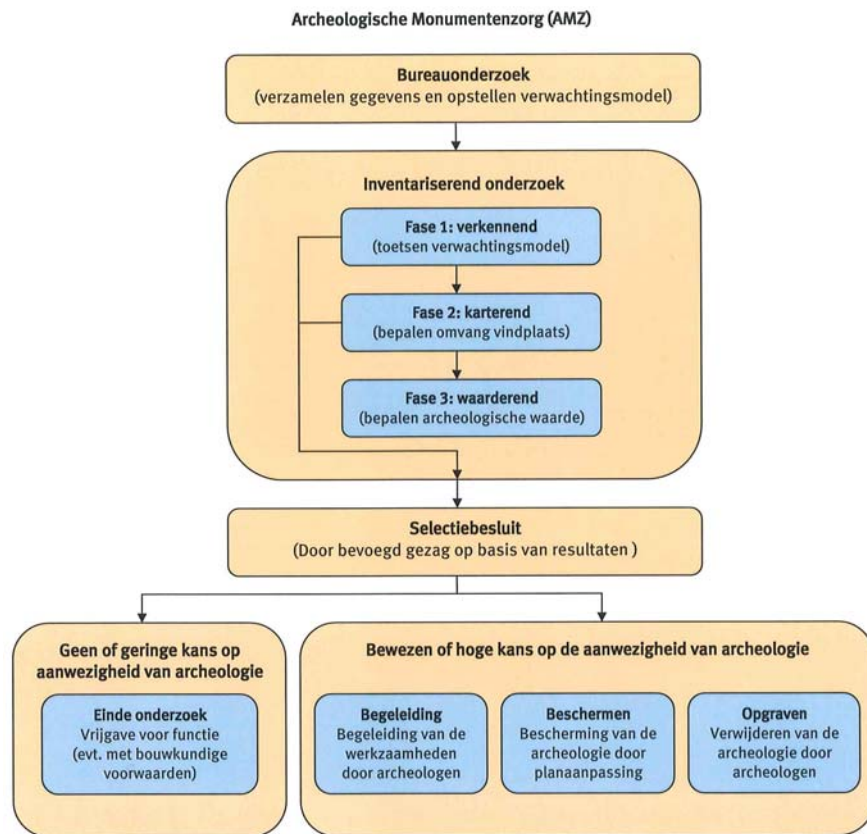 Archeologische Monumentenzorg (AMZ)
Bureauonderzoek
(verzamelen gegevens en opstellen verwachtingsmodel)
Inventariserend onderzoek
Fase 1: verkennend
(toetsen verwachtingsmodel)
Fase 2: karterend
(bepalen omvang vindplaats)
Fase 3: waarderend
(bepalen archeologische waarde)
Selectiebesluit
(Door bevoegd gezag op basis van resultaten )
Geen of geringe kans op
aanwezigheid van archeologie
Einde onderzoek
Vrijgave voor functie
(evt. met bouwkundige
voorwaarden)
Bewezen of hoge kans op de aanwezigheid van archeologie
Begeleiding
Begeleiding van de
werkzaamheden
door archeologen
Beschermen
Bescherming van de
archeologie door
planaanpassing
Opgraven
Verwijderen van de
archeologie door
archeologen